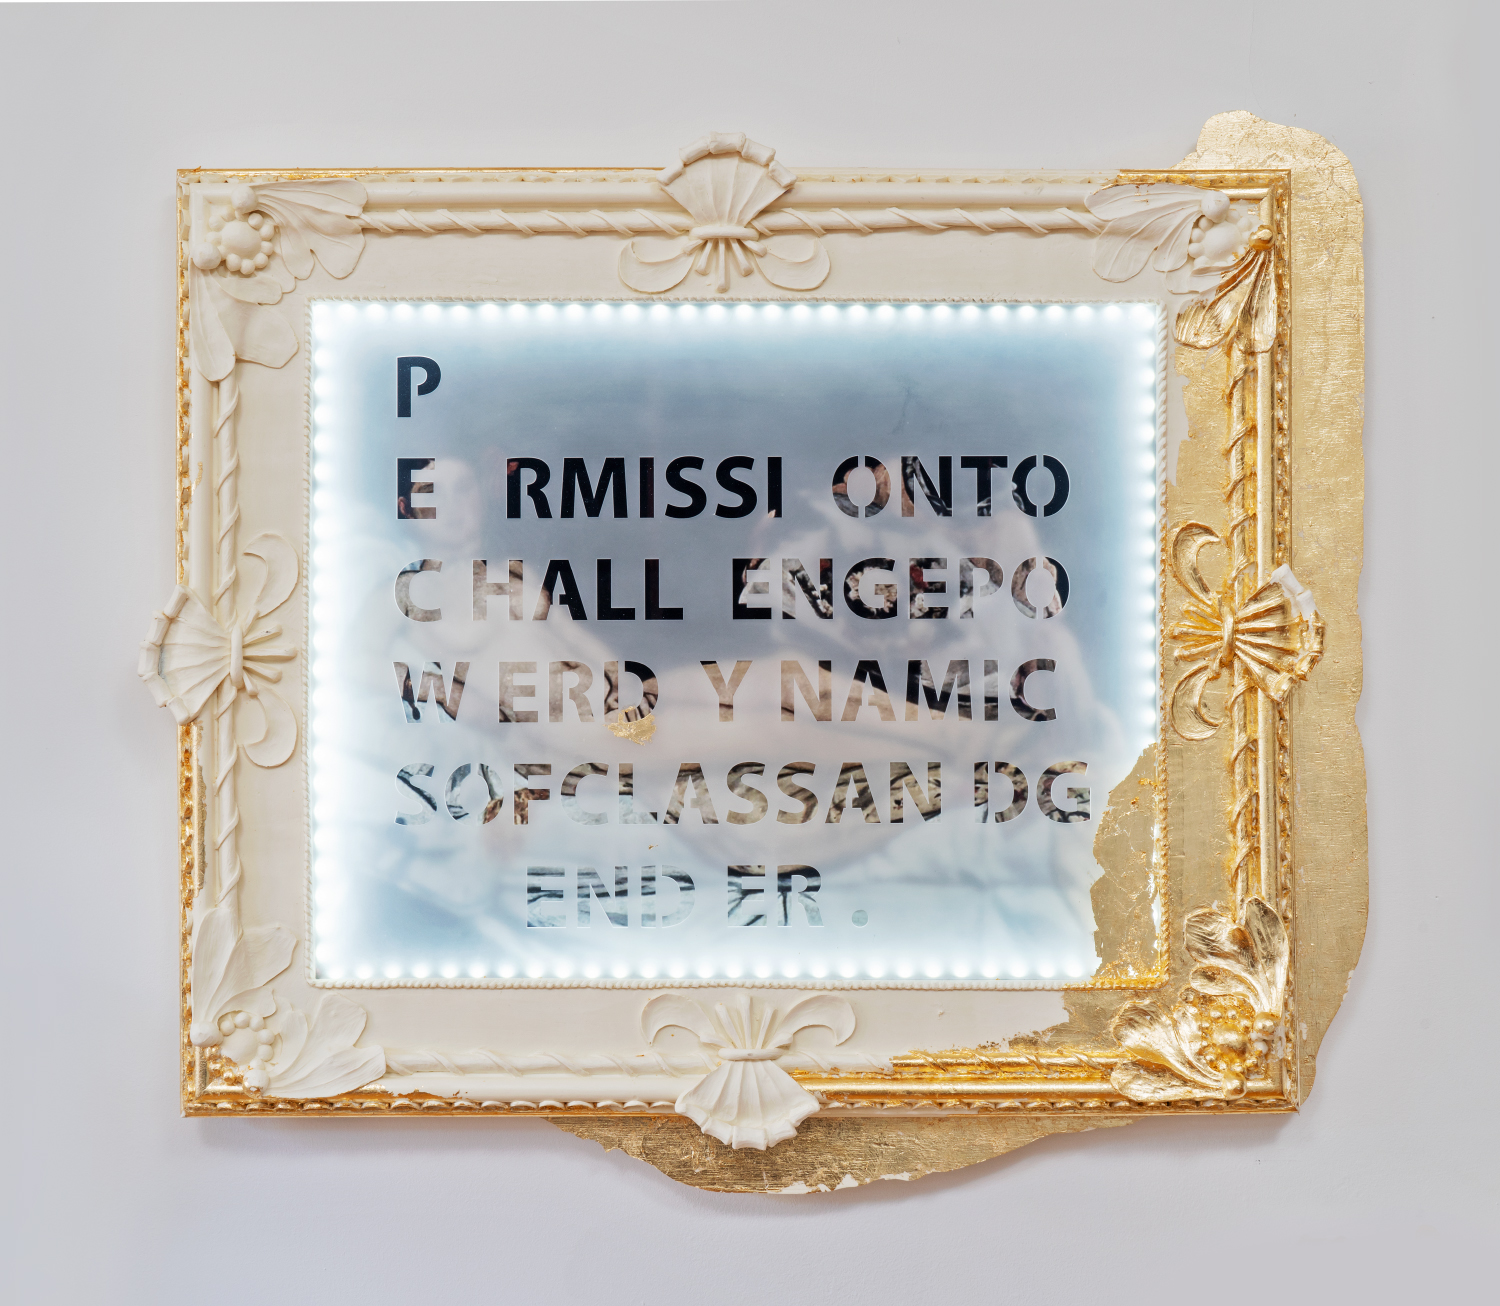 P
E RMISSI ONTO
C HALL ENGEPO
W ERD Y NAMIC
SOFCLASSAN DG
END ER.